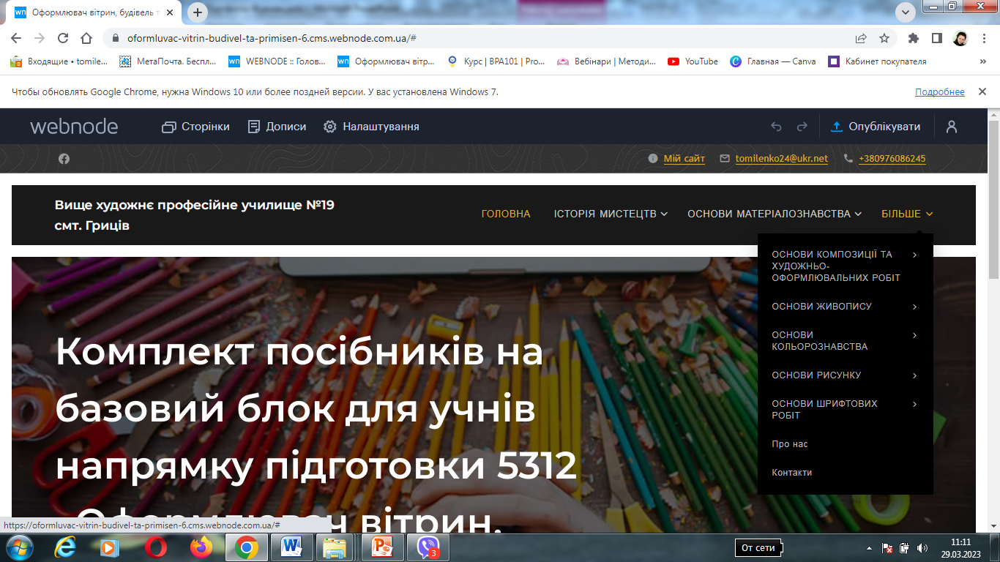 Оформлювач вітрин, будівель т
oformluvac-vitrin-budivel-ta-primisen-6.cms.webnode.com.ua/#
Входящие • tomile...
МетаПочта. Беспл...
WEBNODE :: Голов...
Оформлювач вітр...
Курс | BPA101 | Pro...
Вебінари | Методи...
YouTube
Главная — Canva
Кабинет покупателя
Чтобы обновлять Google Chrome, нужна Windows 10 или более поздней версии. У вас установлена Windows 7.
Подробнее
webnode
Сторінки
Дописи
Налаштування
Опублікувати
Мій сайт
tomilenko24@ukr.net
+380976086245
Вище художнє професійне училище №19
смт. Гриців
ГОЛОВНА
ІСТОРІЯ МИСТЕЦТВ
ОСНОВИ МАТЕРІАЛОЗНАВСТВА
БІЛЬШЕ
ОСНОВИ КОМПОЗИЦІЇ ТА
ХУДОЖНЬО-
ОФОРМЛЮВАЛЬНИХ РОБІТ
ОСНОВИ ЖИВОПИСУ
ОСНОВИ
КОЛЬОРОЗНАВСТВА
ОСНОВИ РИСУНКУ
ОСНОВИ ШРИФТОВИХ
РОБІТ
Про нас
Контакти
Комплект посібників на
базовий блок для учнів
напрямку підготовки 5312
"Оформлювач вітрин,
https://oformluvac-vitrin-budivel-ta-primisen-6.cms.webnode.com.ua/#
3
От сети
11:11
29.03.2023